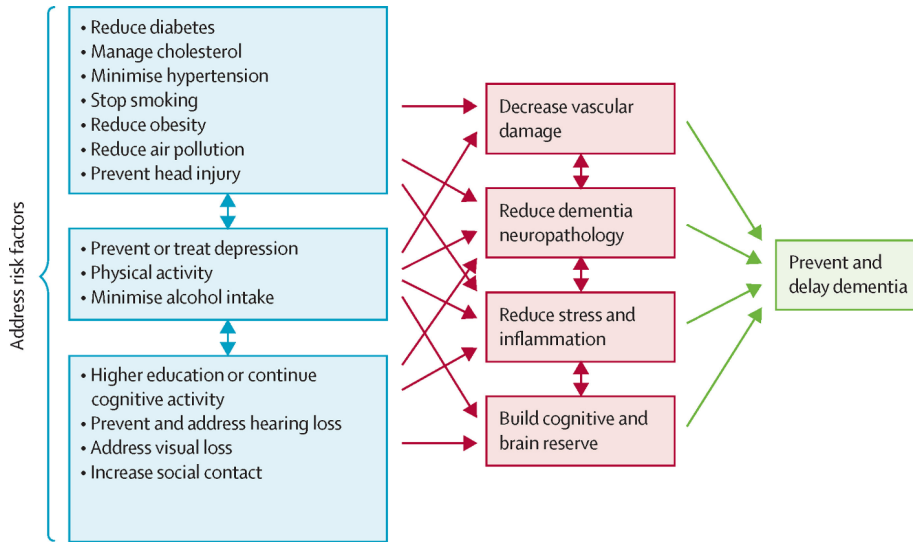 Address risk factors
• Reduce diabetes
• Manage cholesterol
• Minimise hypertension
• Stop smoking
• Reduce obesity
• Reduce air pollution
• Prevent head injury
• Prevent or treat depression
• Physical activity
• Minimise alcohol intake
• Higher education or continue
cognitive activity
• Prevent and address hearing loss
• Address visual loss
• Increase social contact
Decrease vascular
damage
Reduce dementia
neuropathology
Reduce stress and
inflammation
Build cognitive and
brain reserve
Prevent and
delay dementia